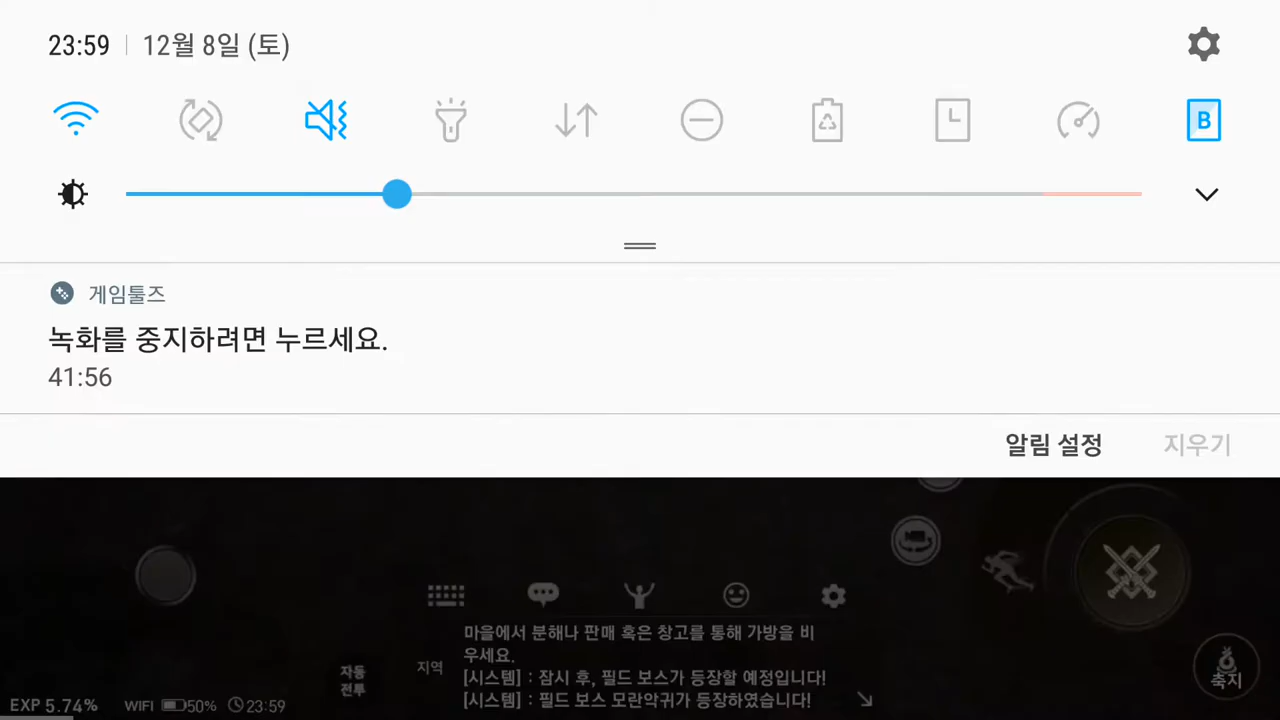 23:59 | 12월 8일 (토)
B
게임툴즈
녹화를 중지하려면 누르세요.
41:56
알림 설정 지우기
마을에서 분해나 판매 혹은 창고를 통해 가방을 비
우세요.
지역
[시스템] : 잠시 후, 필드 보스가 등장할 예정입니다!
[시스템] : 필드 보스 모란악귀가 등장하였습니다!
자동
전투
축지
EXP 5.74% WIFI 50% 23:59